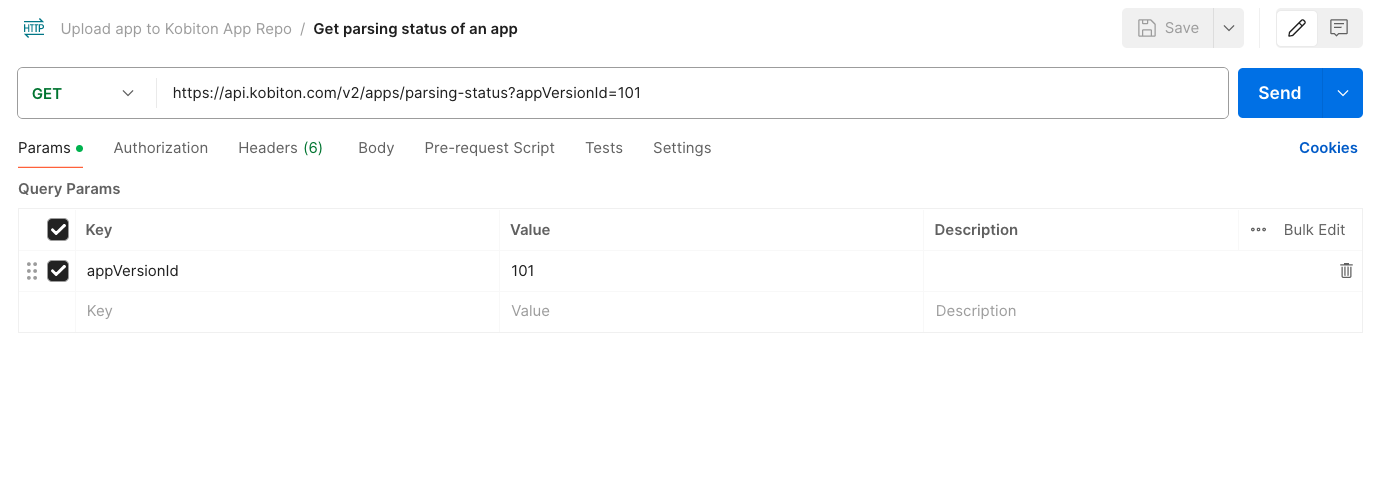 HTTP Upload app to Kobiton App Repo / Get parsing status of an app Save
GET https://api.kobiton.com/v2/apps/parsing-status?appVersionId=101 Send
Params Authorization Headers (6) Body Pre-request Script Tests Settings Cookies
Query Params
Key Value Description Bulk Edit
appVersionId 101
Key Value Description